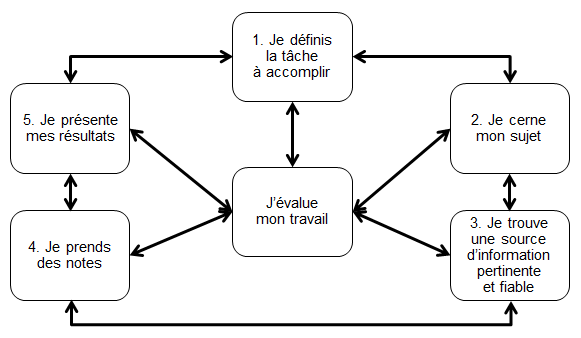 1. Je définis
la tâche
à accomplir
5. Je présente
mes résultats
2. Je cerne
mon sujet
J’évalue
mon travail
4. Je prends
des notes
3. Je trouve
une source
d’information
pertinente
et fiable